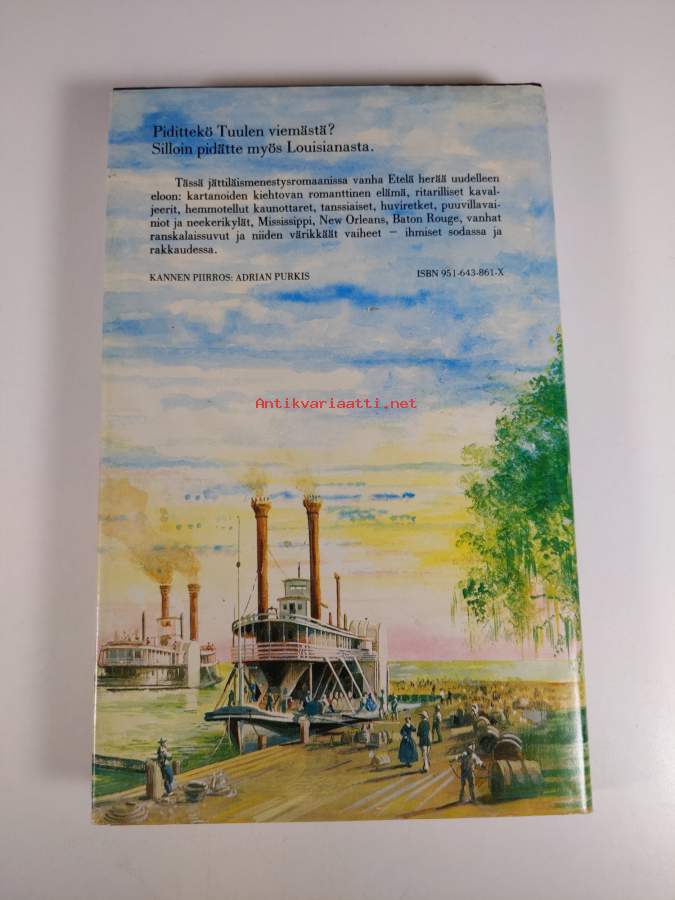 Piditteko Tuulen viemästä?
Silloin pidätte myös Louisianasta.
Tässä jättiläismenestysromaanissa vanha Etelä herää uudelleen
eloon: kartanoiden kiehtovan romanttinen elämä, ritarilliset kaval-
jeerit, hemmotellut kaunottaret, tanssiaiset, huviretket, puuvillavai-
niot ja neekerikylät, Mississippi, New Orleans, Baton Rouge, vanhat
ranskalaissuvut ja niiden värikkäät vaiheet – ihmiset sodassa ja
rakkaudessa.
KANNEN PIIRROS: ADRIAN PURKIS ISBN 951-643-861-X
Antikvariaatti.net